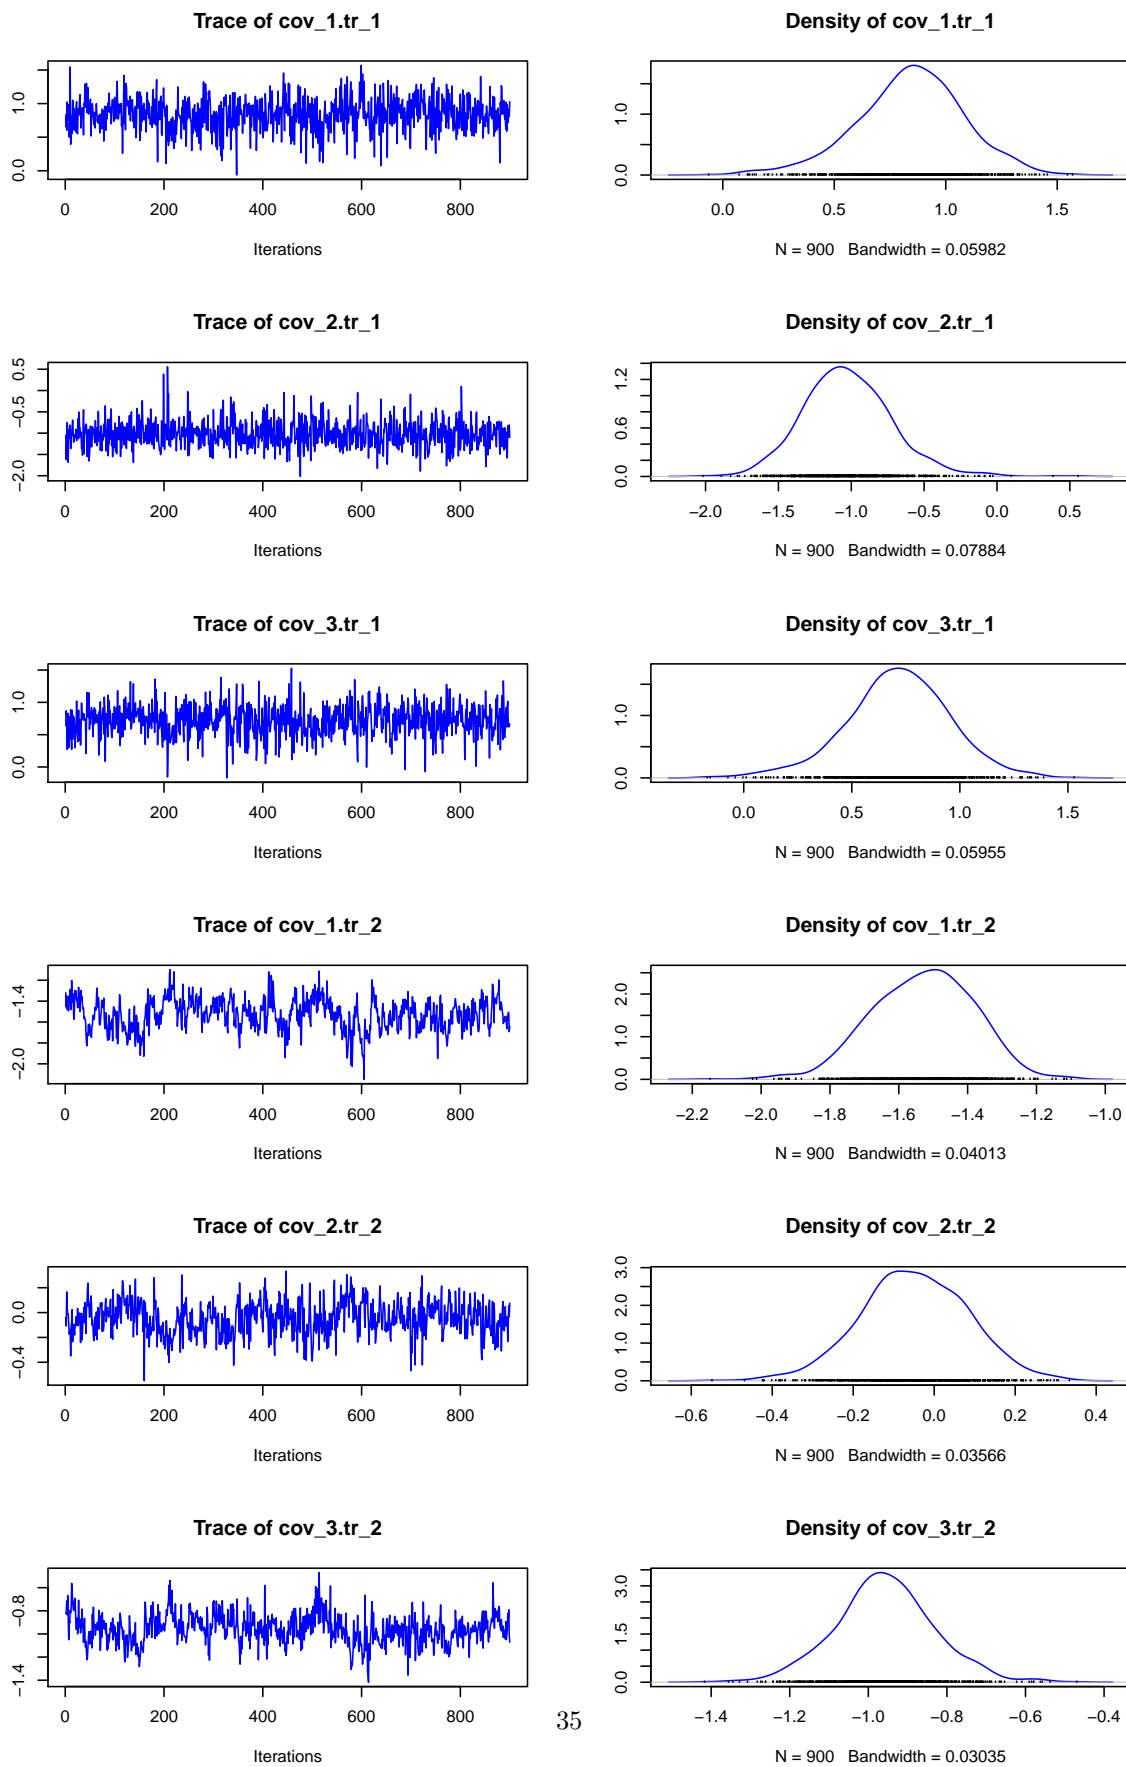 Trace of cov_1.tr_1
Density of cov_1.tr_1
0.0 1.0
0 200 400 600 800
Iterations
0.0 1.0
0.0 0.5 1.0 1.5
N = 900 Bandwidth = 0.05982
Trace of cov_2.tr_1
Density of cov_2.tr_1
−2.0 −0.5 0.5
0 200 400 600 800
Iterations
0.0 0.6 1.2
−2.0 −1.5 −1.0 −0.5 0.0 0.5
N = 900 Bandwidth = 0.07884
Trace of cov_3.tr_1
Density of cov_3.tr_1
0.0 1.0
0 200 400 600 800
Iterations
0.0 1.0
0.0 0.5 1.0 1.5
N = 900 Bandwidth = 0.05955
Trace of cov_1.tr_2
Density of cov_1.tr_2
−2.0 −1.4
0 200 400 600 800
Iterations
0.0 1.0 2.0
−2.2 −2.0 −1.8 −1.6 −1.4 −1.2 −1.0
N = 900 Bandwidth = 0.04013
Trace of cov_2.tr_2
Density of cov_2.tr_2
−0.4 0.0
0 200 400 600 800
Iterations
0.0 1.0 2.0 3.0
−0.6 −0.4 −0.2 0.0 0.2 0.4
N = 900 Bandwidth = 0.03566
Trace of cov_3.tr_2
Density of cov_3.tr_2
−1.4 −0.8
0 200 400 600 800
Iterations
0.0 1.5 3.0
−1.4 −1.2 −1.0 −0.8 −0.6 −0.4
N = 900 Bandwidth = 0.03035
35